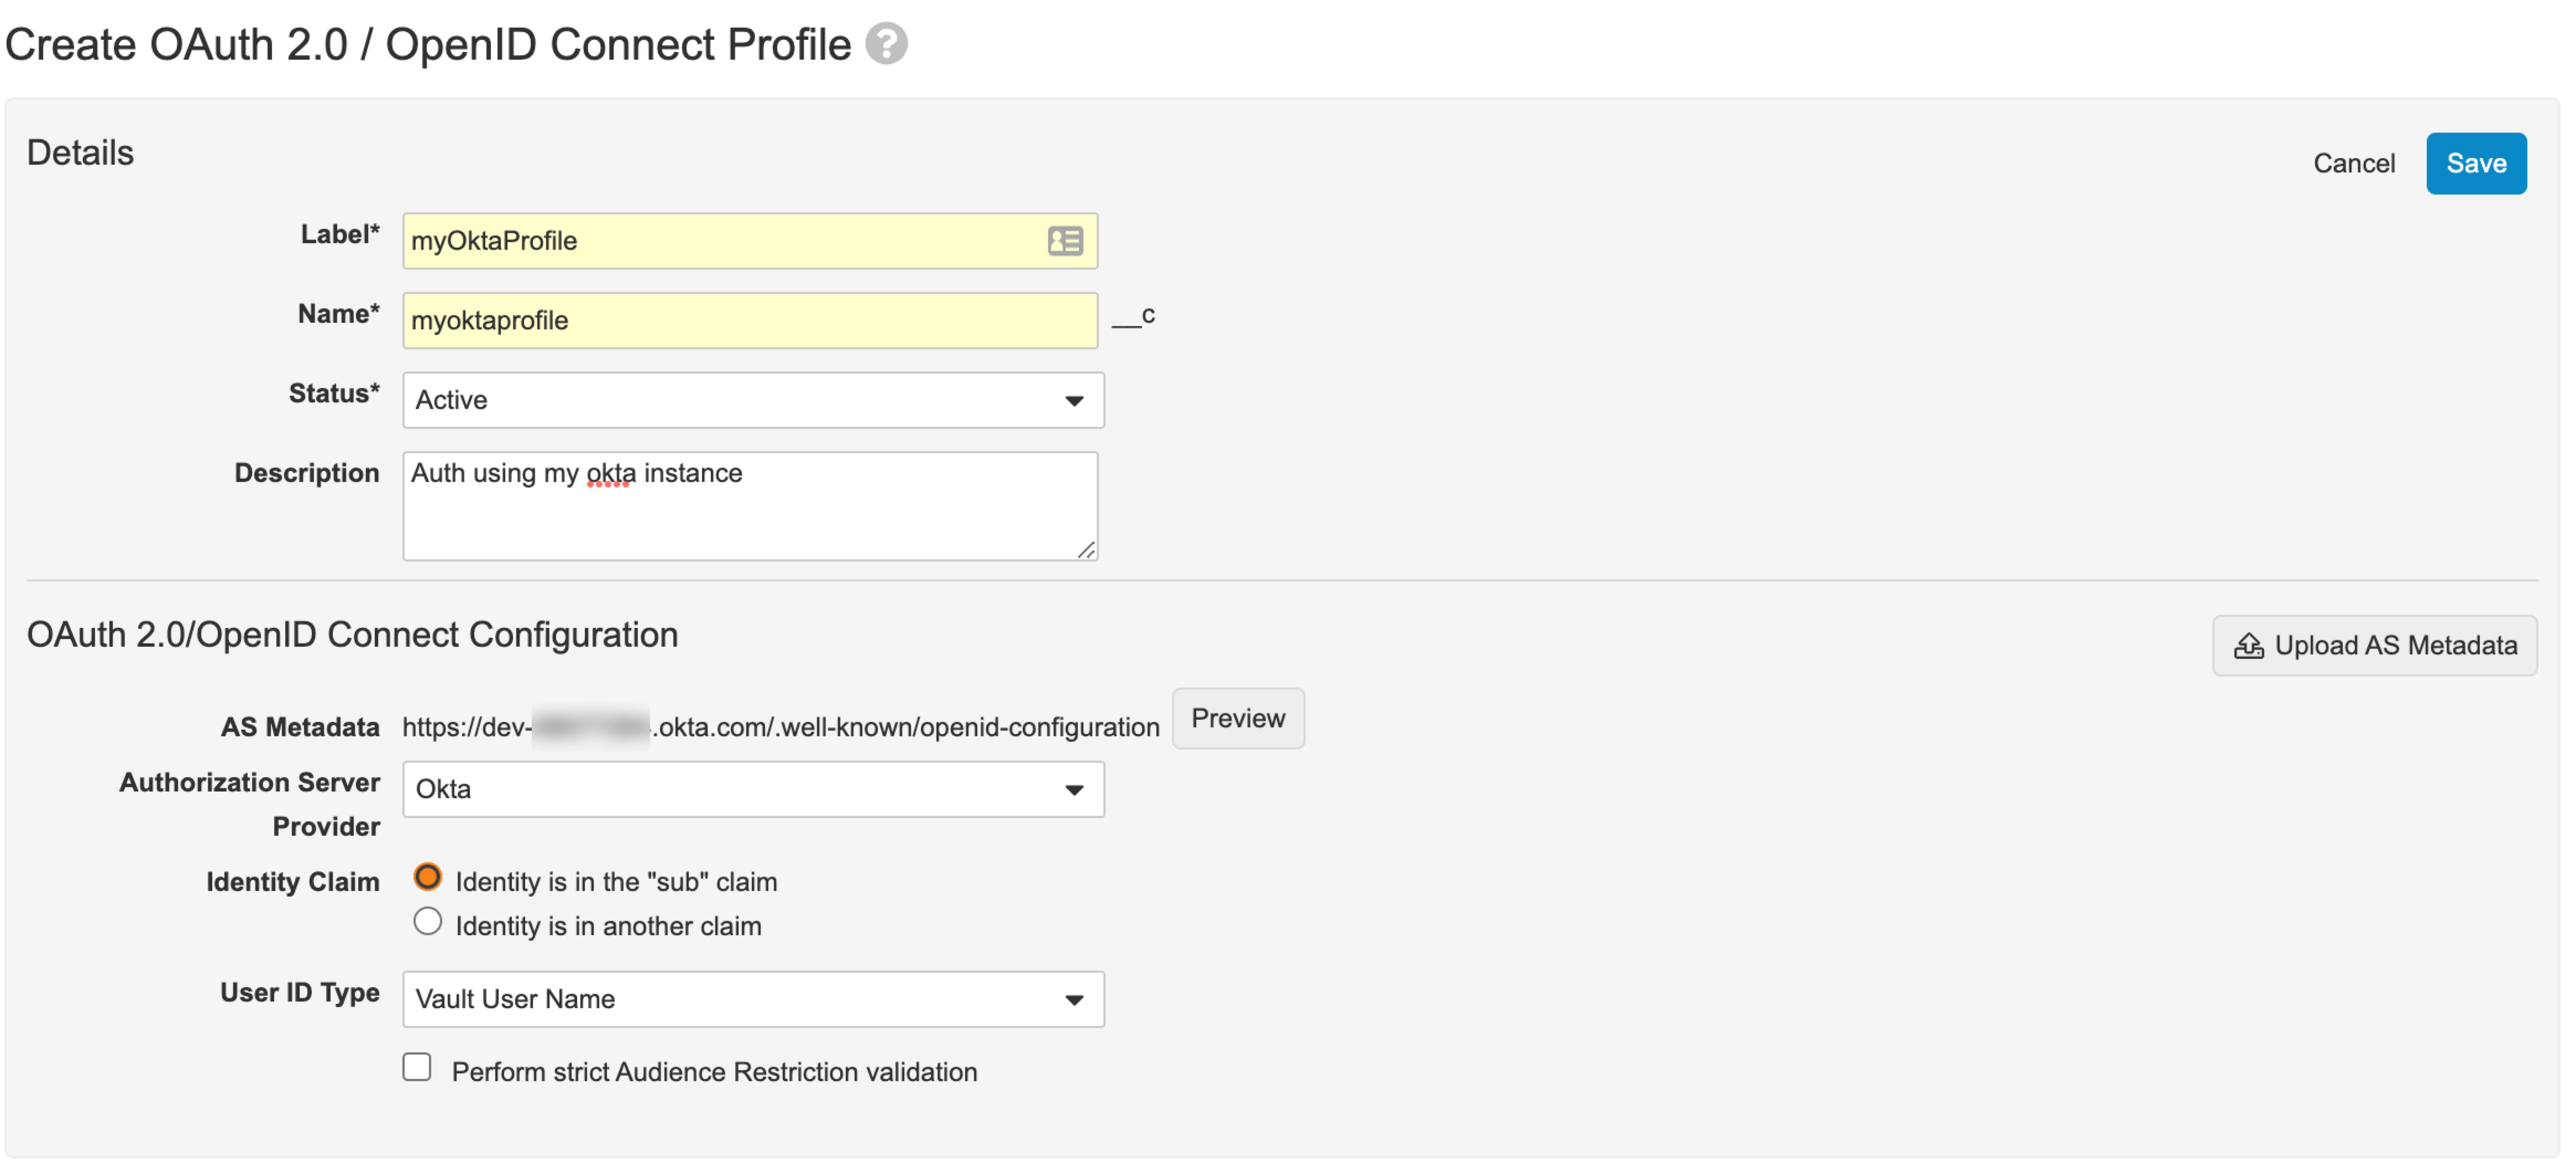 Create OAuth 2.0 / OpenID Connect Profile ?
Details
Cancel
Save
Label* myOktaProfile
Name* myoktaprofile __c
Status* Active
Description Auth using my okta instance
OAuth 2.0/OpenID Connect Configuration
Upload AS Metadata
AS Metadata https://dev- .okta.com/.well-known/openid-configuration Preview
Authorization Server Provider Okta
Identity Claim Identity is in the "sub" claim
Identity is in another claim
User ID Type Vault User Name
Perform strict Audience Restriction validation